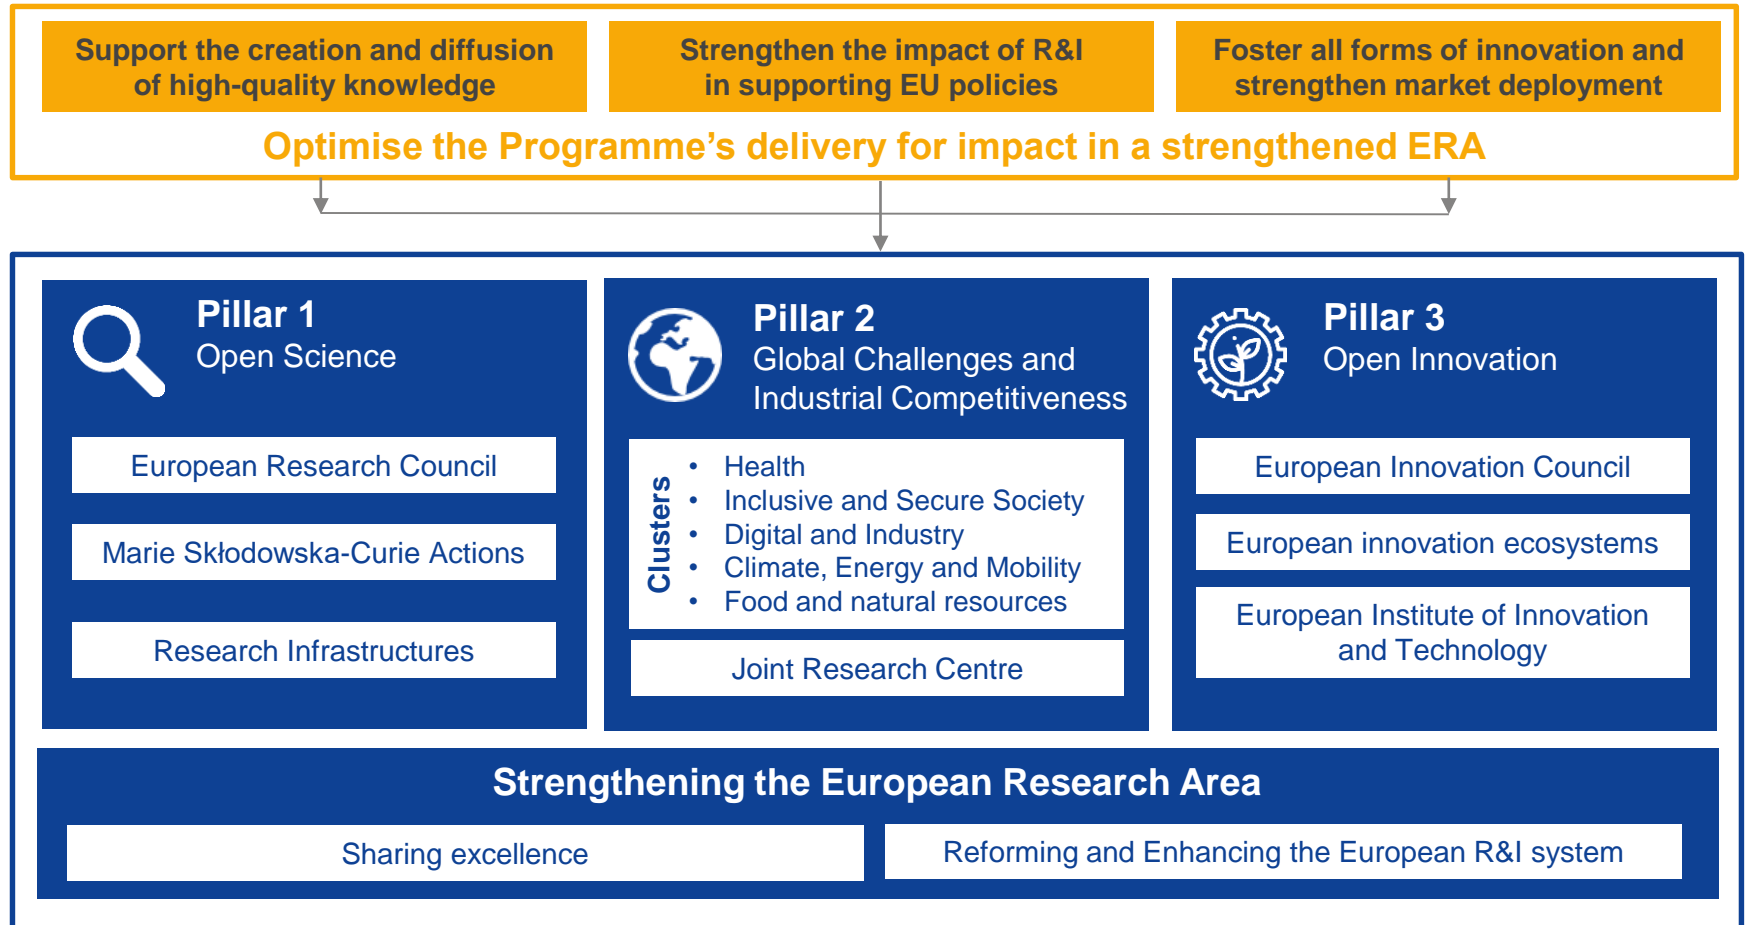 Support the creation and diffusion
of high-quality knowledge
Strengthen the impact of R&I
in supporting EU policies
Foster all forms of innovation and
strengthen market deployment
Optimise the Programme's delivery for impact in a strengthened ERA
Pillar 1
Open Science
European Research Council
Marie Skłodowska-Curie Actions
Research Infrastructures
Pillar 2
Global Challenges and
Industrial Competitiveness
Clusters
• Health
• Inclusive and Secure Society
• Digital and Industry
• Climate, Energy and Mobility
• Food and natural resources
Joint Research Centre
Pillar 3
Open Innovation
European Innovation Council
European innovation ecosystems
European Institute of Innovation
and Technology
Strengthening the European Research Area
Sharing excellence
Reforming and Enhancing the European R&I system